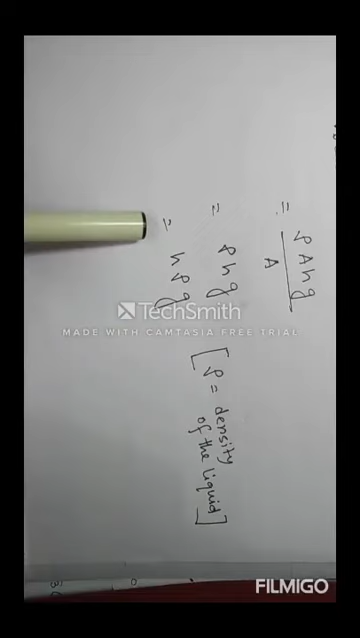 = ρAhg / A
= ρhg
= hρg [ρ = density
of the liquid]
TechSmith
MADE WITH CAMTASIA FREE TRIAL
FILMIGO